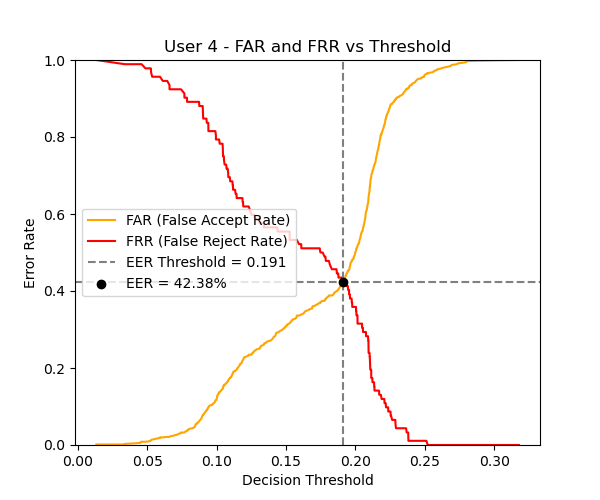 User 4 - FAR and FRR vs Threshold
1.0
0.8
0.6
0.4
0.2
0.0
Error Rate
FAR (False Accept Rate)
FRR (False Reject Rate)
EER Threshold = 0.191
EER = 42.38%
0.00 0.05 0.10 0.15 0.20 0.25 0.30
Decision Threshold